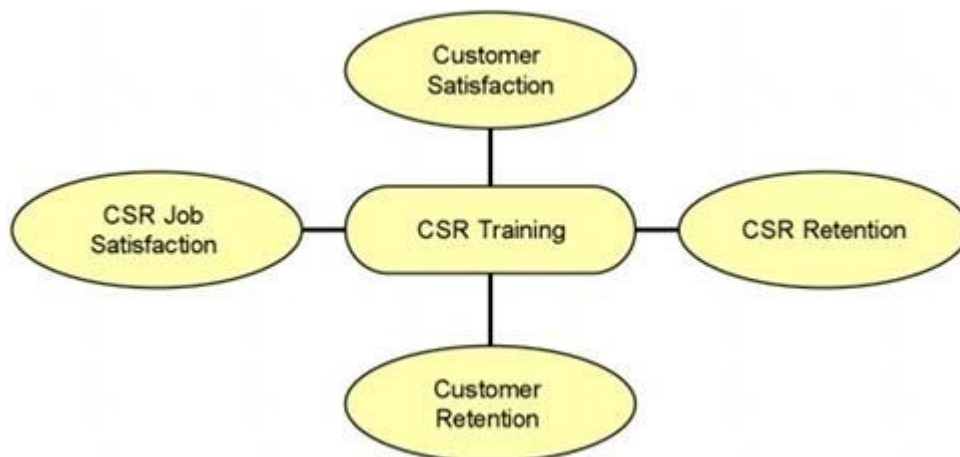 Customer
Satisfaction
CSR Job
Satisfaction
CSR Training
CSR Retention
Customer
Retention